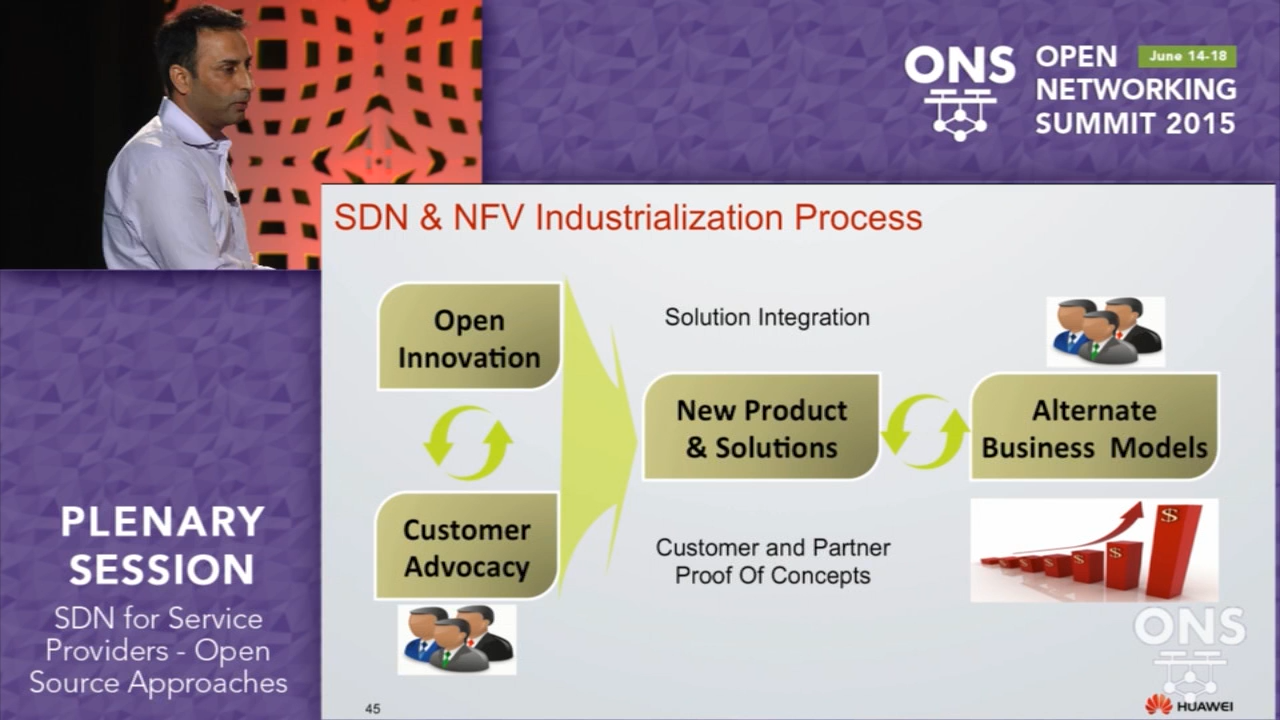 ONS
OPEN June 14-18
NETWORKING
SUMMIT 2015
SDN & NFV Industrialization Process
Open
Innovation
Customer
Advocacy
Solution Integration
New Product
& Solutions
Customer and Partner
Proof Of Concepts
Alternate
Business Models
$
$
$
$
PLENARY
SESSION
SDN for Service
Providers - Open
Source Approaches
45
ONS
HUAWEI